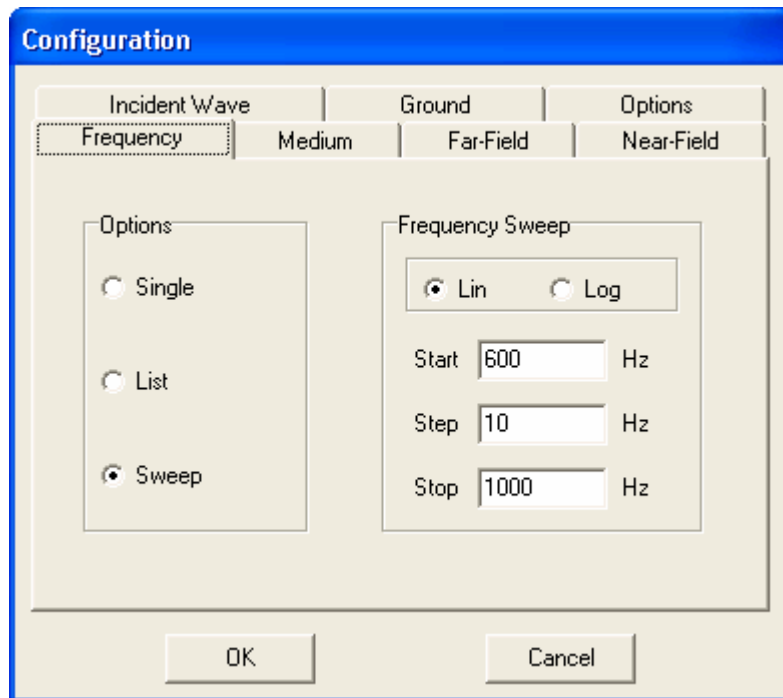 Configuration
Incident Wave Ground Options
Frequency Medium Far-Field Near-Field
Options
Single
List
Sweep
Frequency Sweep
Lin Log
Start 600 Hz
Step 10 Hz
Stop 1000 Hz
OK Cancel